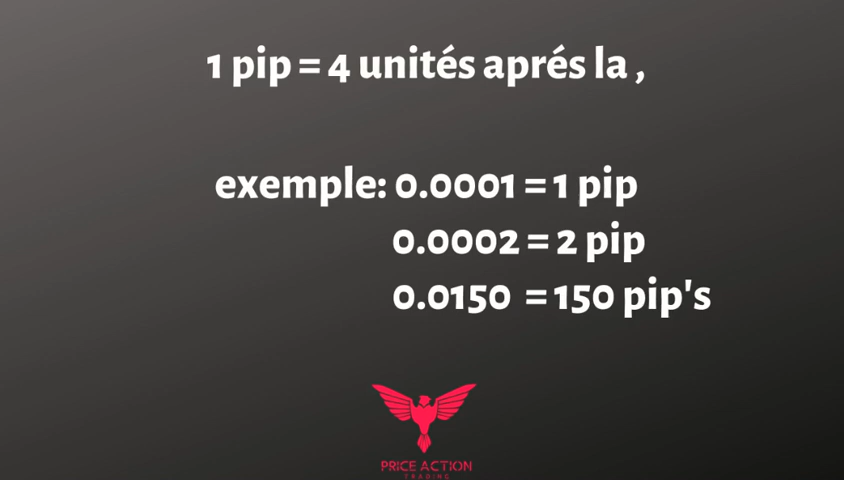 1 pip = 4 unités aprés la ,
exemple: 0.0001 = 1 pip
0.0002 = 2 pip
0.0150 = 150 pip's
PRICE ACTION
TRADING